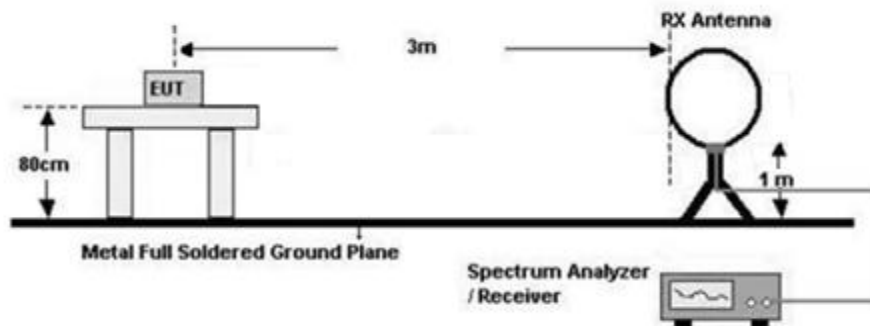 RX Antenna
3m
EUT
80cm
1 m
Metal Full Soldered Ground Plane
Spectrum Analyzer
/ Receiver